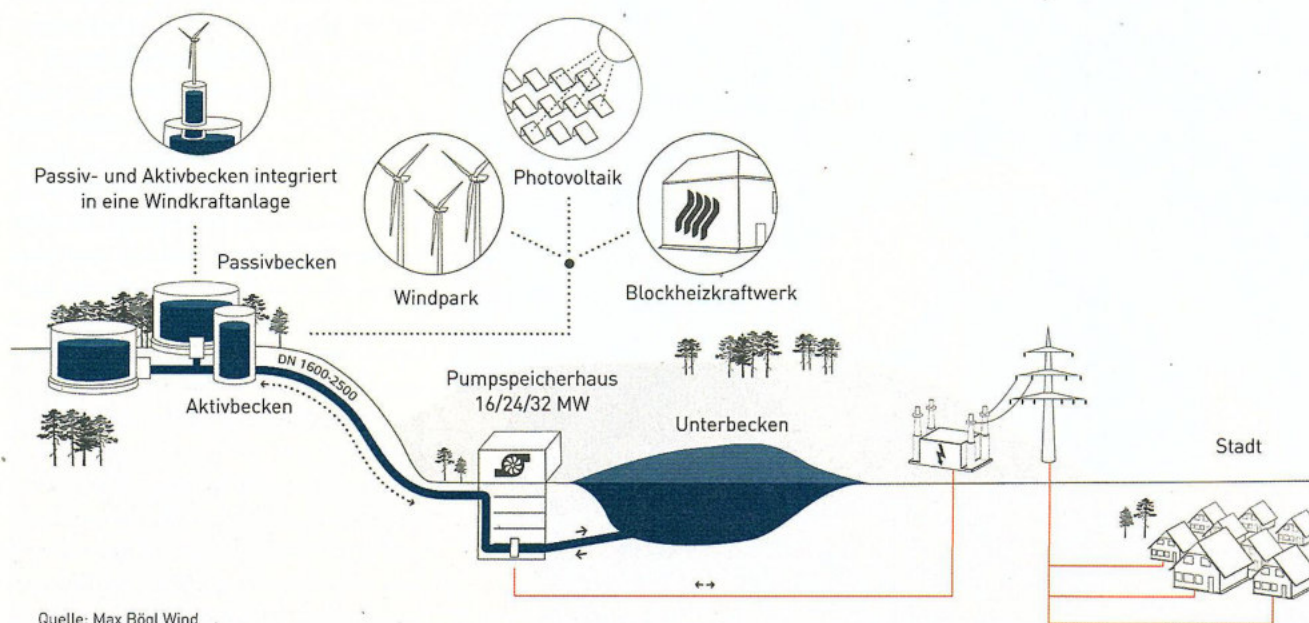 Passiv- und Aktivbecken integriert
in eine Windkraftanlage
Photovoltaik
Windpark
Blockheizkraftwerk
Passivbecken
DN 1600-2500
Aktivbecken
Pumpspeicherhaus
16/24/32 MW
Unterbecken
Stadt
Quelle: Max Bögl Wind